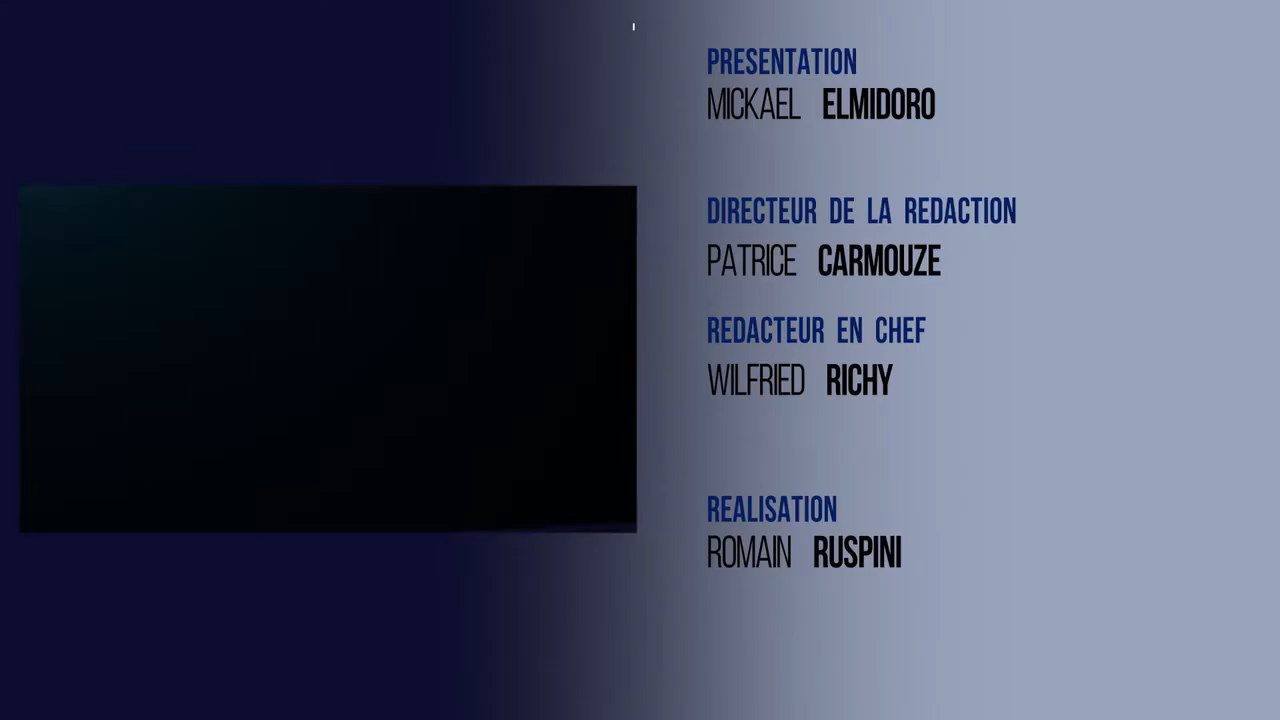 PRESENTATION
MICKAEL ELMIDORO
DIRECTEUR DE LA REDACTION
PATRICE CARMOUZE
REDACTEUR EN CHEF
WILFRIED RICHY
REALISATION
ROMAIN RUSPINI